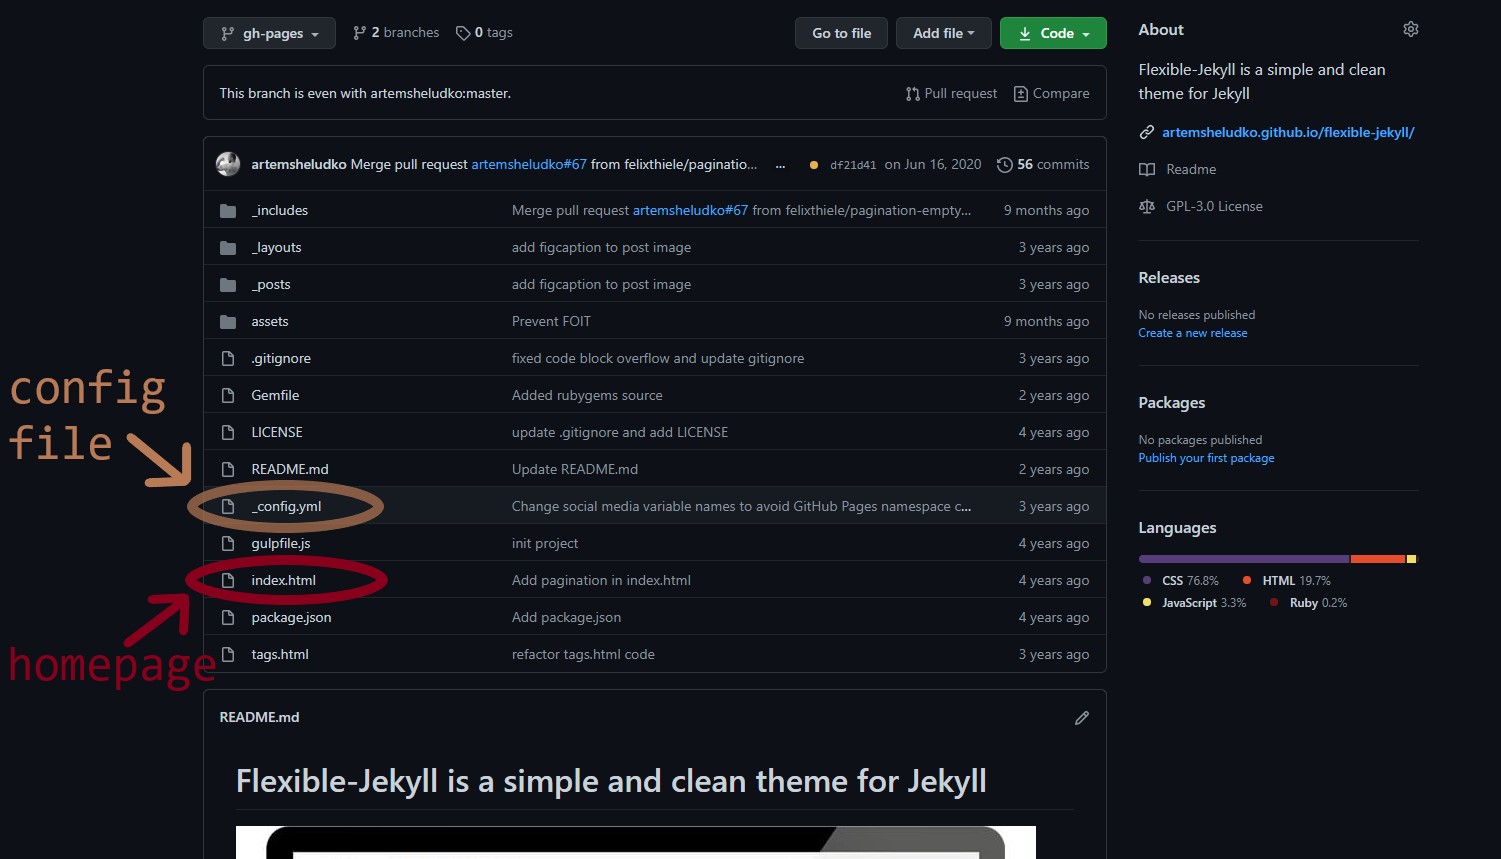 gh-pages
2 branches
0 tags
Go to file
Add file
Code
This branch is even with artemsheludko:master.
Pull request
Compare
artemsheludko Merge pull request artemsheludko#67 from felixthiele/paginatio... ... df21d41 on Jun 16, 2020 56 commits
_includes Merge pull request artemsheludko#67 from felixthiele/pagination-empty... 9 months ago
_layouts add figcaption to post image 3 years ago
_posts add figcaption to post image 3 years ago
assets Prevent FOIT 9 months ago
.gitignore fixed code block overflow and update gitignore 3 years ago
Gemfile Added rubygems source 2 years ago
LICENSE update .gitignore and add LICENSE 4 years ago
README.md Update README.md 2 years ago
_config.yml Change social media variable names to avoid GitHub Pages namespace c... 3 years ago
gulpfile.js init project 4 years ago
index.html Add pagination in index.html 4 years ago
package.json Add package.json 4 years ago
tags.html refactor tags.html code 3 years ago
config
file
homepage
README.md
Flexible-Jekyll is a simple and clean theme for Jekyll
About
Flexible-Jekyll is a simple and clean
theme for Jekyll
artemsheludko.github.io/flexible-jekyll/
Readme
GPL-3.0 License
Releases
No releases published
Create a new release
Packages
No packages published
Publish your first package
Languages
CSS 76.8% HTML 19.7%
JavaScript 3.3% Ruby 0.2%